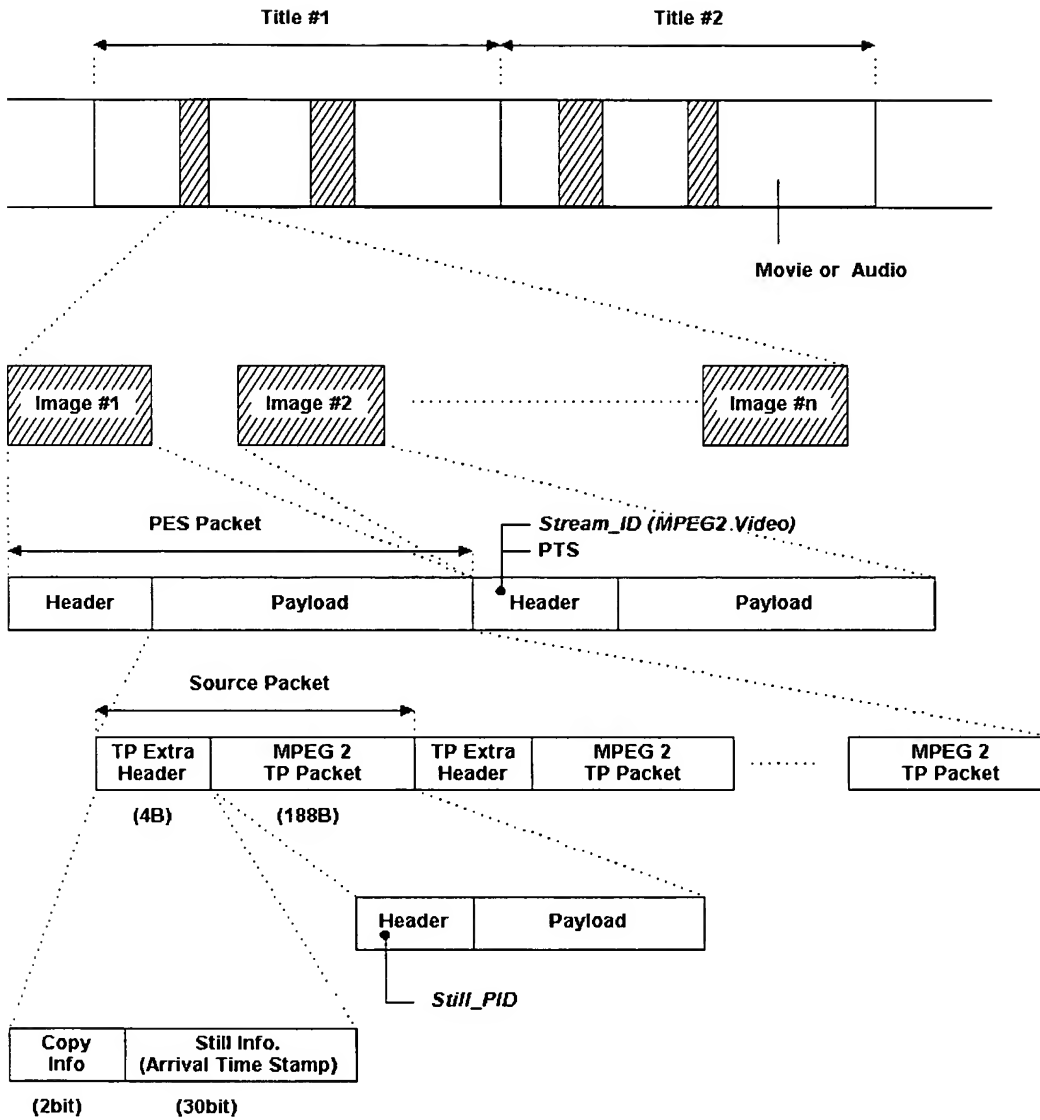 Title #1
Title #2
Movie or Audio
Image #1
Image #2
Image #n
PES Packet
Stream_ID (MPEG2.Video)
PTS
Header
Payload
Header
Payload
Source Packet
TP Extra
Header
MPEG 2
TP Packet
TP Extra
Header
MPEG 2
TP Packet
MPEG 2
TP Packet
(4B)
(188B)
Header
Payload
Still_PID
Copy
Info
Still Info.
(Arrival Time Stamp)
(2bit)
(30bit)